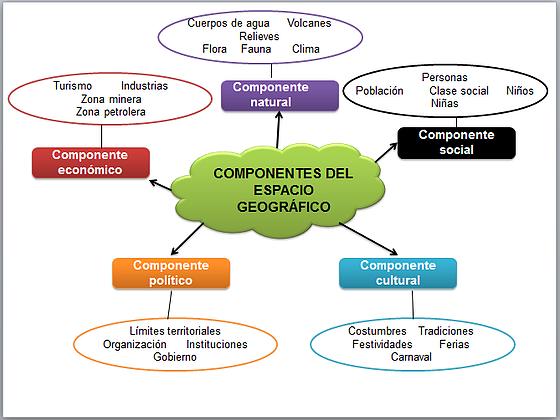 Cuerpos de agua Volcanes
Relieves
Flora Fauna Clima
Componente
natural
Turismo Industrias
Zona minera
Zona petrolera
Componente
económico
Personas
Población Clase social Niños
Niñas
Componente
social
COMPONENTES DEL
ESPACIO
GEOGRÁFICO
Componente
político
Límites territoriales
Organización Instituciones
Gobierno
Componente
cultural
Costumbres Tradiciones
Festividades Ferias
Carnaval